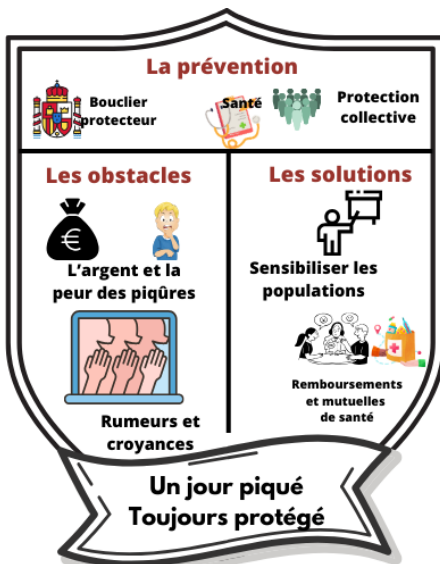 La prévention
Bouclier
protecteur
Santé
Protection
collective
Les obstacles
€
L'argent et la
peur des piqûres
Rumeurs et
croyances
Les solutions
Sensibiliser les
populations
Remboursements
et mutuelles
de santé
Un jour piqué
Toujours protégé